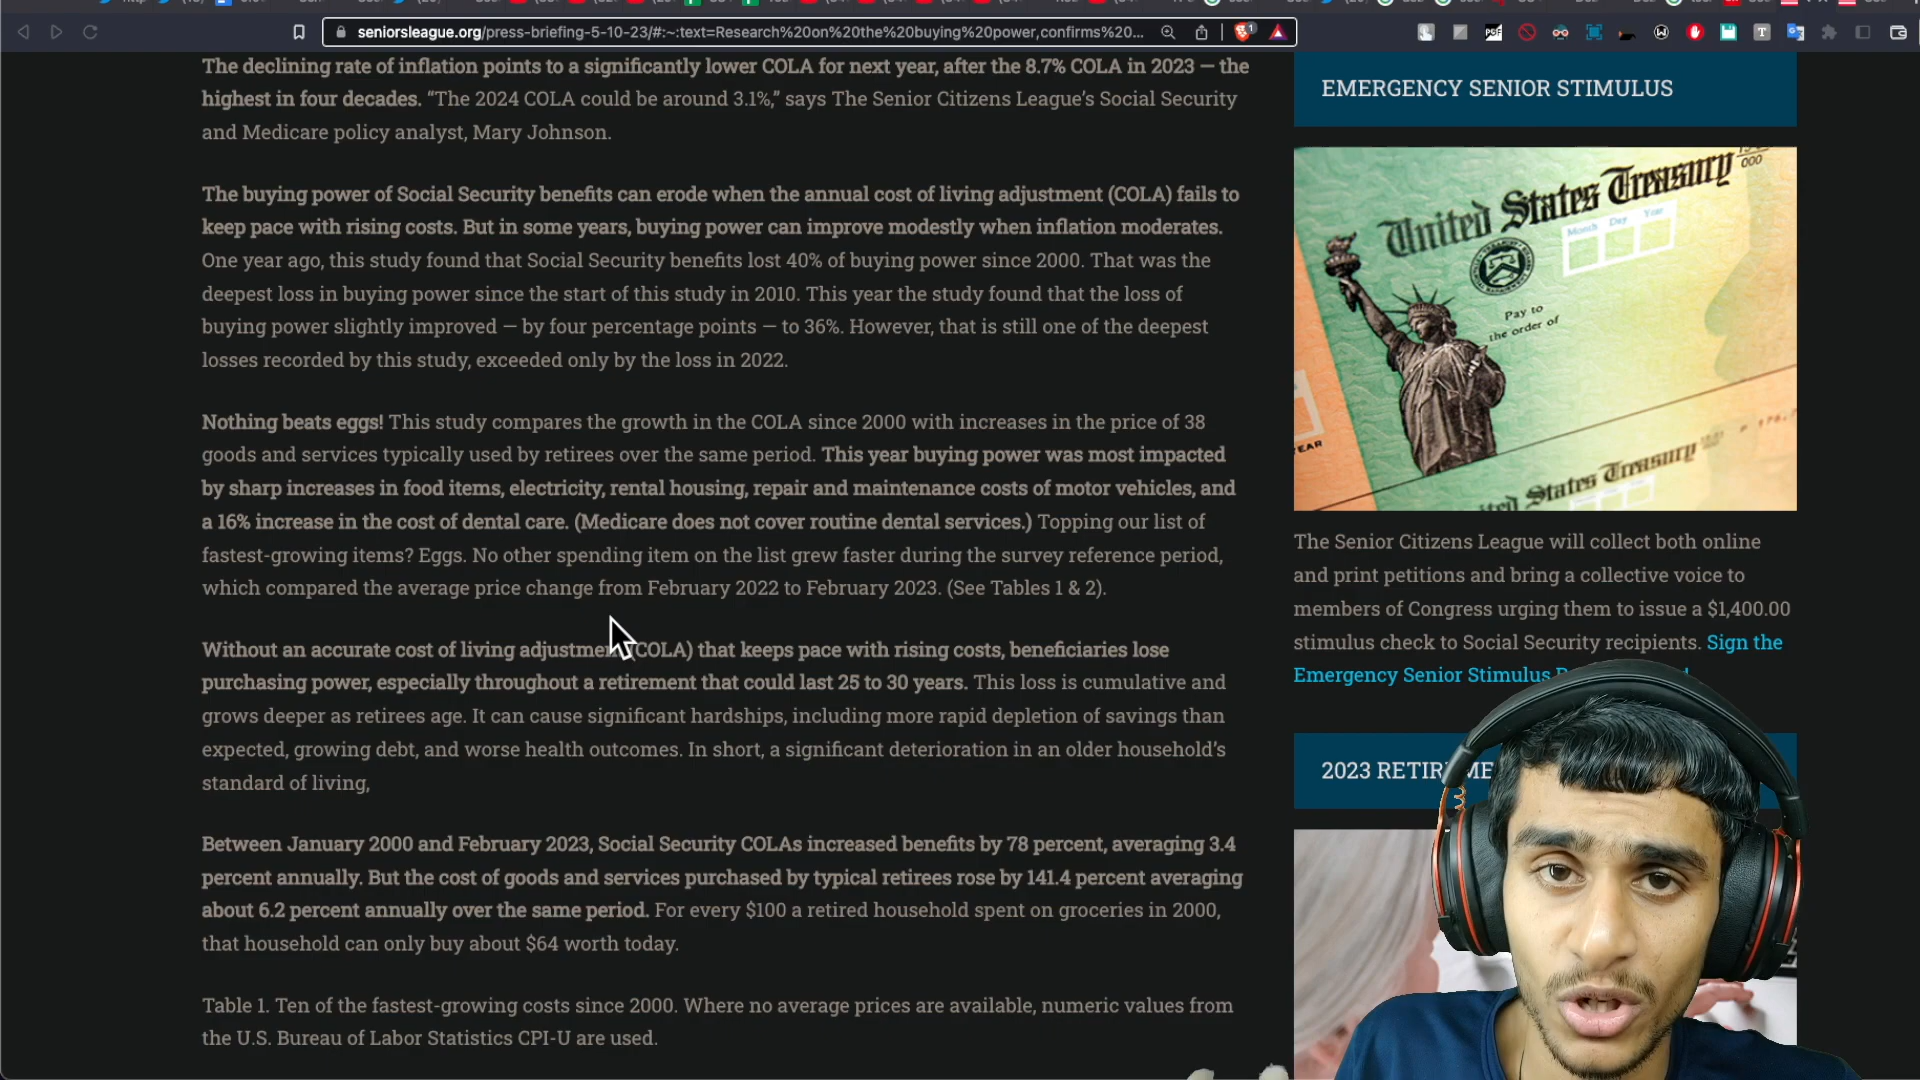 seniorsleague.org/press-briefing-5-10-23/#:~:text=Research%20on%20the%20buying%20power,confirms%20...
The declining rate of inflation points to a significantly lower COLA for next year, after the 8.7% COLA in 2023 — the
highest in four decades. “The 2024 COLA could be around 3.1%,” says The Senior Citizens League’s Social Security
and Medicare policy analyst, Mary Johnson.
The buying power of Social Security benefits can erode when the annual cost of living adjustment (COLA) fails to
keep pace with rising costs. But in some years, buying power can improve modestly when inflation moderates.
One year ago, this study found that Social Security benefits lost 40% of buying power since 2000. That was the
deepest loss in buying power since the start of this study in 2010. This year the study found that the loss of
buying power slightly improved — by four percentage points — to 36%. However, that is still one of the deepest
losses recorded by this study, exceeded only by the loss in 2022.
Nothing beats eggs! This study compares the growth in the COLA since 2000 with increases in the price of 38
goods and services typically used by retirees over the same period. This year buying power was most impacted
by sharp increases in food items, electricity, rental housing, repair and maintenance costs of motor vehicles, and
a 16% increase in the cost of dental care. (Medicare does not cover routine dental services.) Topping our list of
fastest-growing items? Eggs. No other spending item on the list grew faster during the survey reference period,
which compared the average price change from February 2022 to February 2023. (See Tables 1 & 2).
Without an accurate cost of living adjustment (COLA) that keeps pace with rising costs, beneficiaries lose
purchasing power, especially throughout a retirement that could last 25 to 30 years. This loss is cumulative and
grows deeper as retirees age. It can cause significant hardships, including more rapid depletion of savings than
expected, growing debt, and worse health outcomes. In short, a significant deterioration in an older household’s
standard of living,
Between January 2000 and February 2023, Social Security COLAs increased benefits by 78 percent, averaging 3.4
percent annually. But the cost of goods and services purchased by typical retirees rose by 141.4 percent averaging
about 6.2 percent annually over the same period. For every $100 a retired household spent on groceries in 2000,
that household can only buy about $64 worth today.
Table 1. Ten of the fastest-growing costs since 2000. Where no average prices are available, numeric values from
the U.S. Bureau of Labor Statistics CPI-U are used.
EMERGENCY SENIOR STIMULUS
United States Treasury
000
Month Day Year
Pay to
the order of
YEAR
United States Treasury
The Senior Citizens League will collect both online
and print petitions and bring a collective voice to
members of Congress urging them to issue a $1,400.00
stimulus check to Social Security recipients. Sign the
Emergency Senior Stimulus
2023